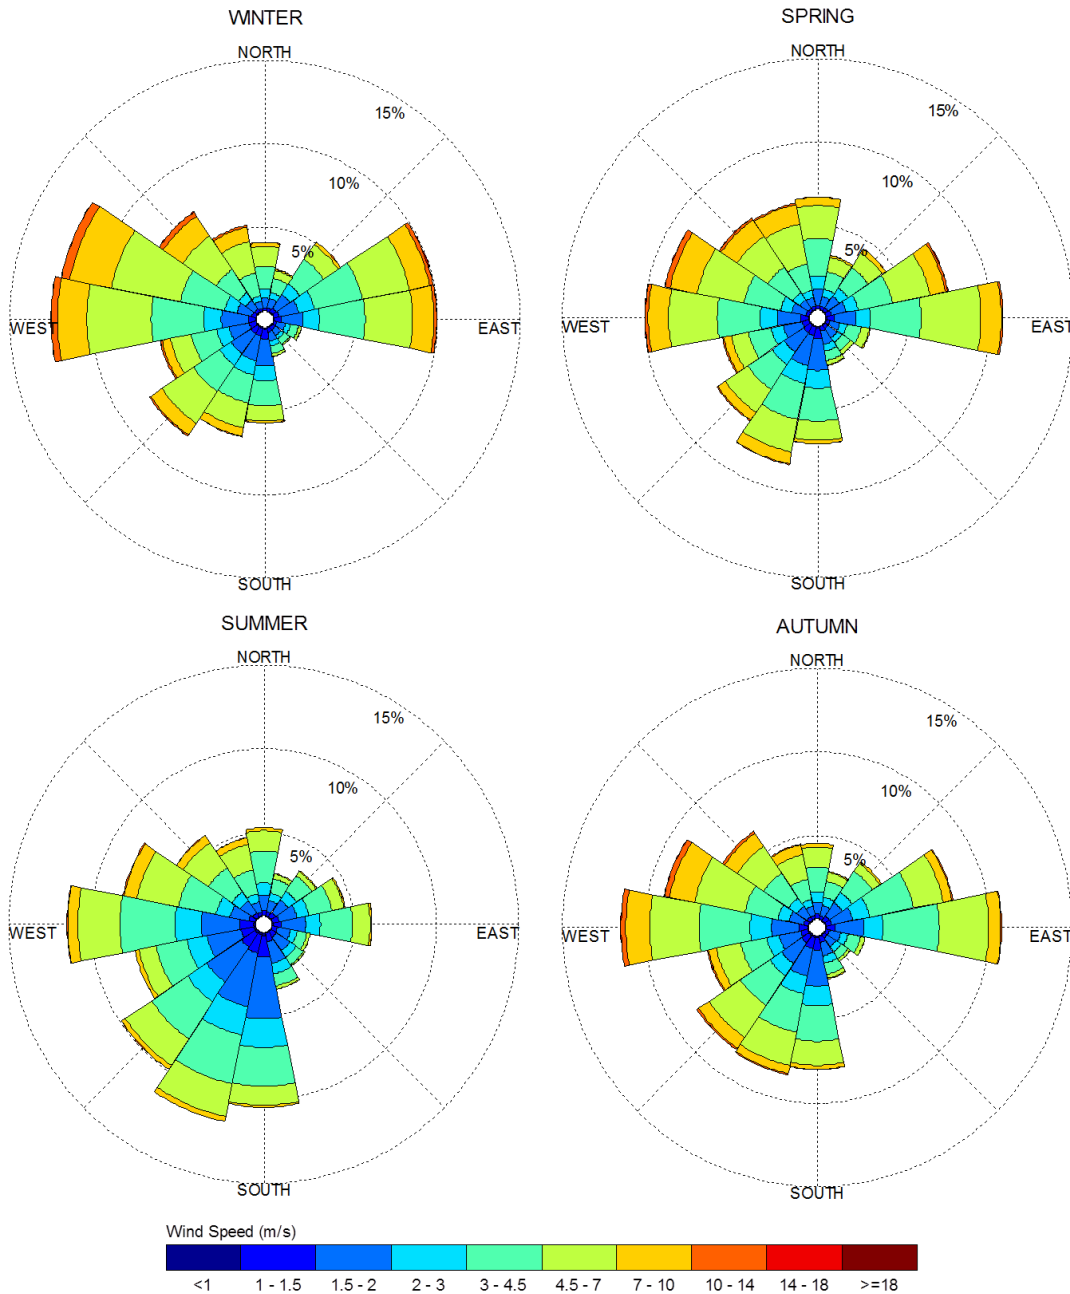 WINTER
NORTH
15%
10%
5%
WEST
EAST
SOUTH
SPRING
NORTH
15%
10%
5%
WEST
EAST
SOUTH
SUMMER
NORTH
15%
10%
5%
WEST
EAST
SOUTH
AUTUMN
NORTH
15%
10%
5%
WEST
EAST
SOUTH
Wind Speed (m/s)
<1 1 - 1.5 1.5 - 2 2 - 3 3 - 4.5 4.5 - 7 7 - 10 10 - 14 14 - 18 >=18